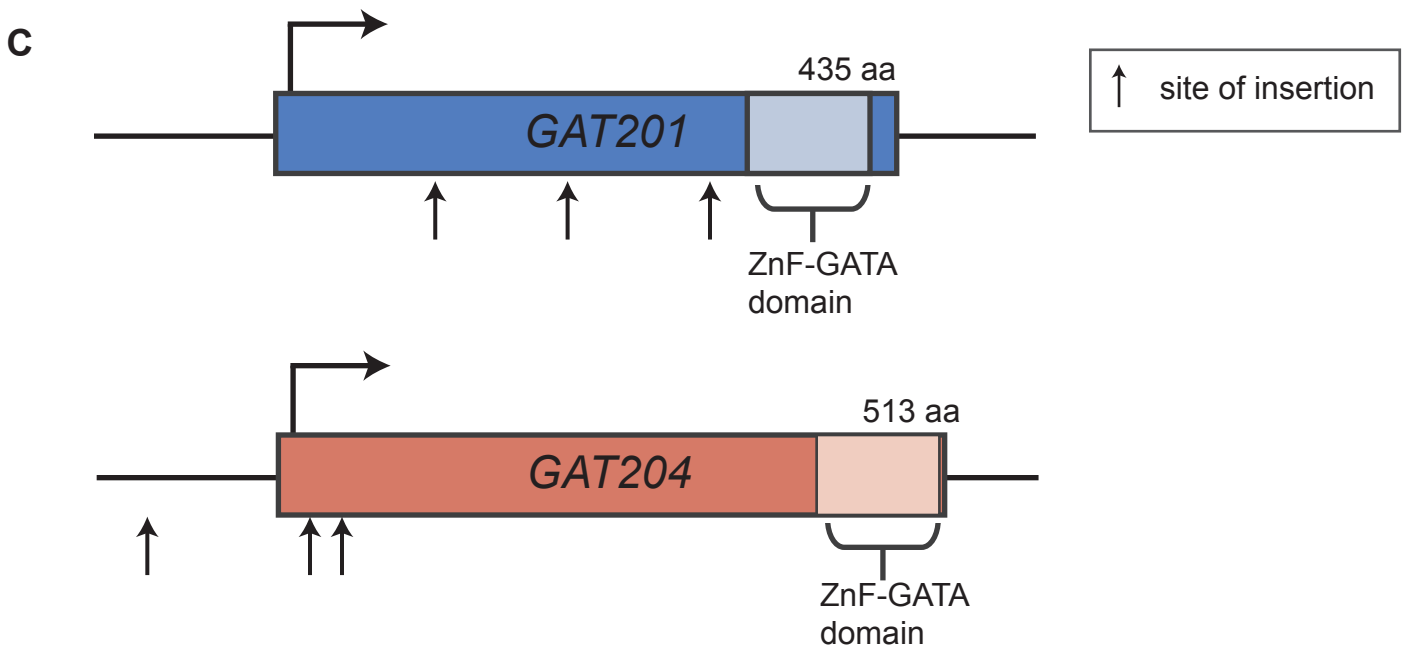 C
435 aa
site of insertion
GAT201
ZnF-GATA
domain
513 aa
GAT204
ZnF-GATA
domain